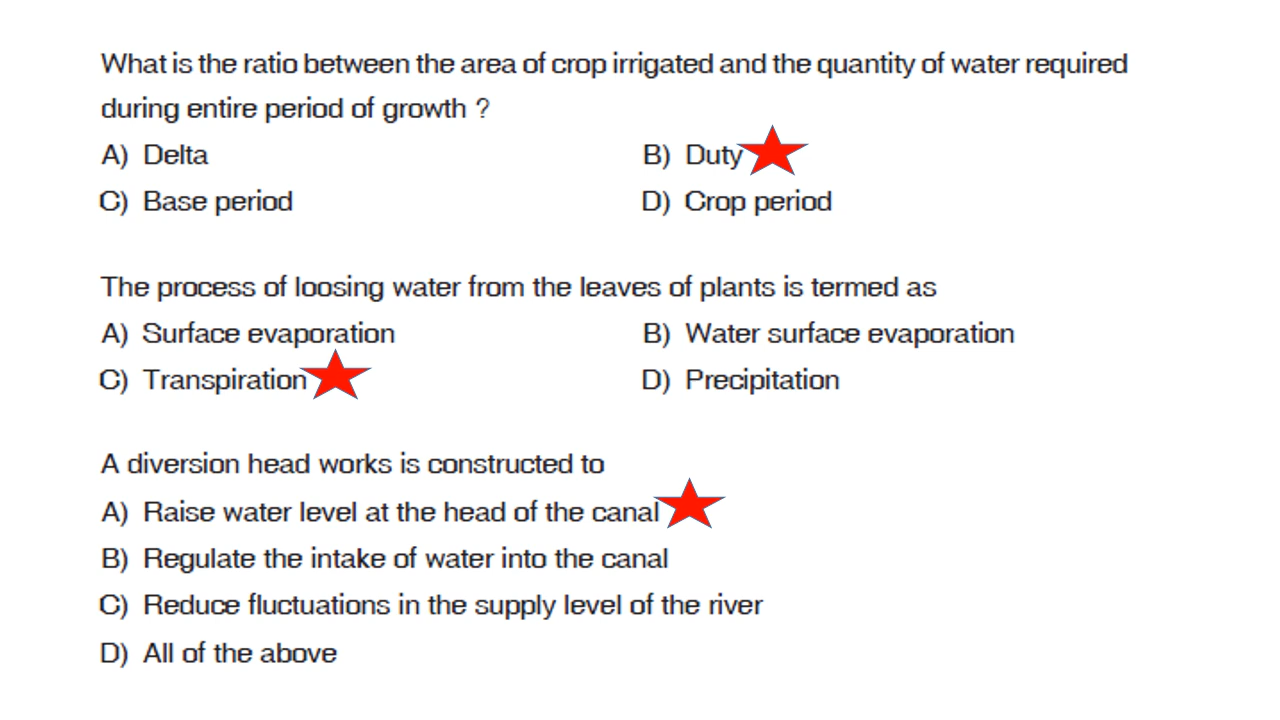 What is the ratio between the area of crop irrigated and the quantity of water required
during entire period of growth ?
A) Delta
B) Duty
C) Base period
D) Crop period
The process of loosing water from the leaves of plants is termed as
A) Surface evaporation
B) Water surface evaporation
C) Transpiration
D) Precipitation
A diversion head works is constructed to
A) Raise water level at the head of the canal
B) Regulate the intake of water into the canal
C) Reduce fluctuations in the supply level of the river
D) All of the above